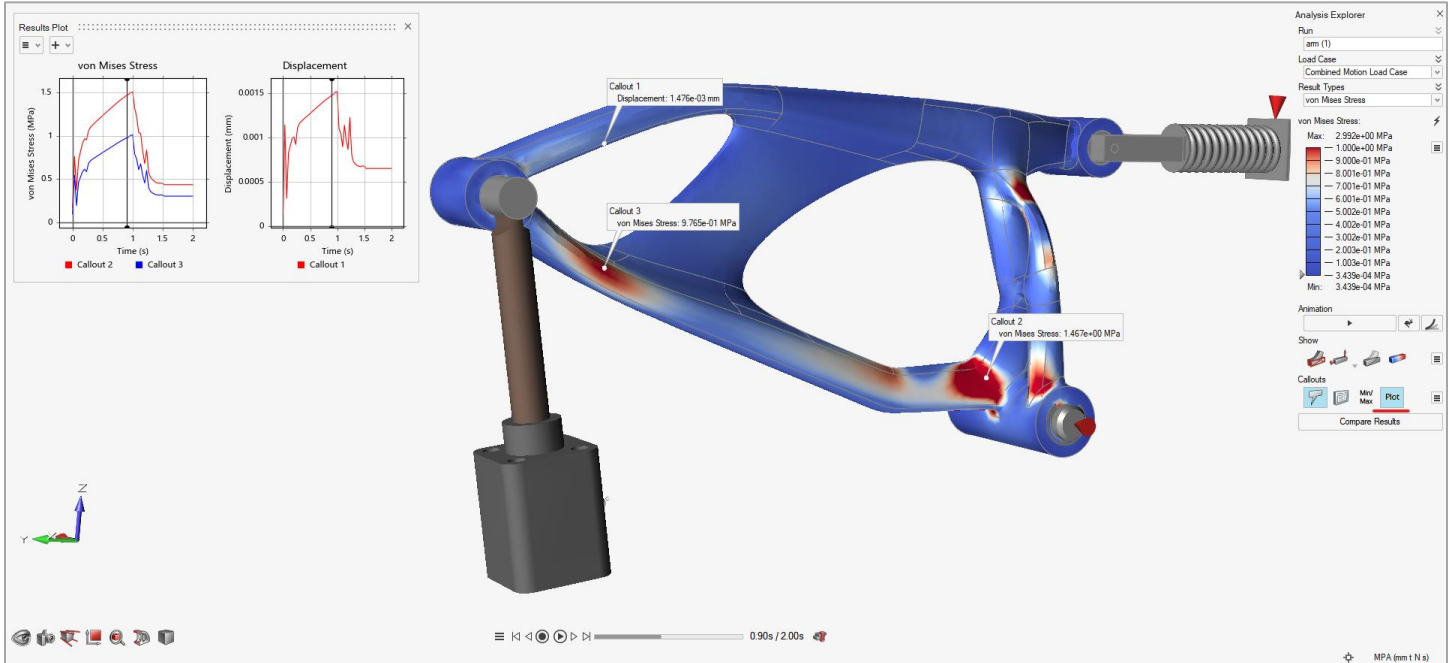 Results Plot
von Mises Stress
von Mises Stress (MPa)
1.5
1
0.5
0
0
0.5
1
1.5
2
Time (s)
Callout 2
Callout 3
Displacement
Displacement (mm)
0.0015
0.001
0.0005
0
0
0.5
1
1.5
2
Time (s)
Callout 1
Callout 1
Displacement: 1.476e-03 mm
Callout 3
von Mises Stress: 9.765e-01 MPa
Callout 2
von Mises Stress: 1.467e+00 MPa
Z
Y
0.90s / 2.00s
Analysis Explorer
Run
arm (1)
Load Case
Combined Motion Load Case
Result Types
von Mises Stress
von Mises Stress:
Max: 2.992e+00 MPa
1.000e+00 MPa
9.000e-01 MPa
8.001e-01 MPa
7.001e-01 MPa
6.001e-01 MPa
5.002e-01 MPa
4.002e-01 MPa
3.002e-01 MPa
2.003e-01 MPa
1.003e-01 MPa
3.439e-04 MPa
Min: 3.439e-04 MPa
Animation
Show
Callouts
Min/
Max
Plot
Compare Results
MPA (mm t N s)